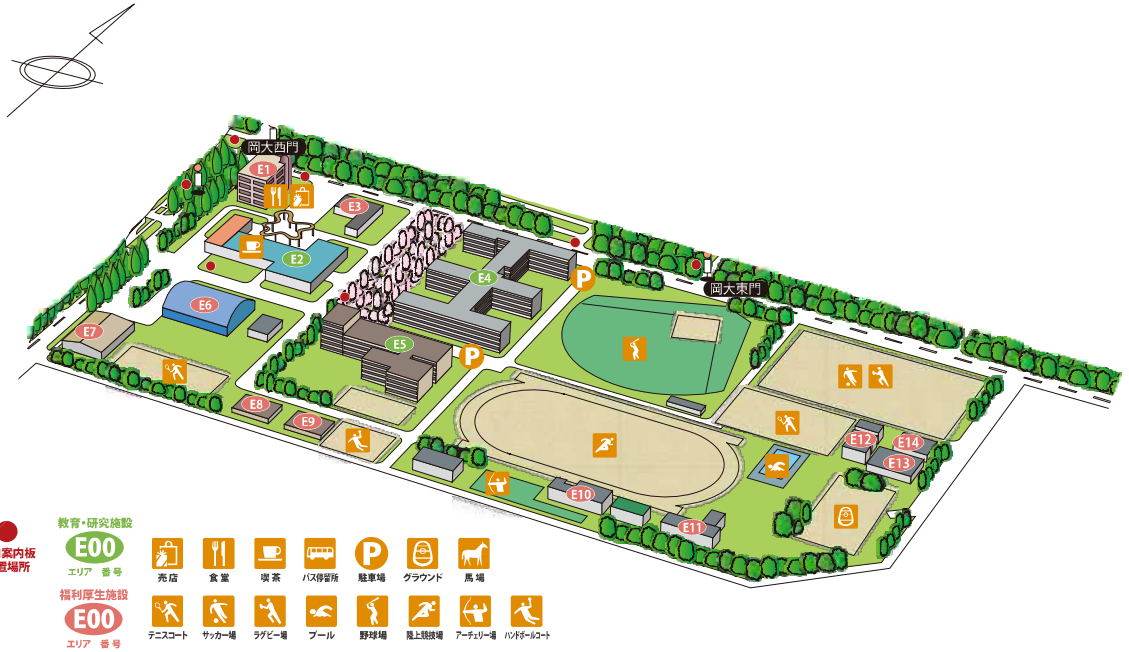 岡大西門
E1
E3
E2
E4
岡大東門
E6
E7
E5
P
P
E8
E9
E12
E14
E13
E10
E11
案内板
置場所
教育・研究施設
E00
エリア 番号
福利厚生施設
E00
エリア 番号
P
売店 食堂 喫茶 バス停留所 駐車場 グラウンド 馬場
テニスコート サッカー場 ラグビー場 プール 野球場 陸上競技場 アーチェリー場 ハンドボールコート